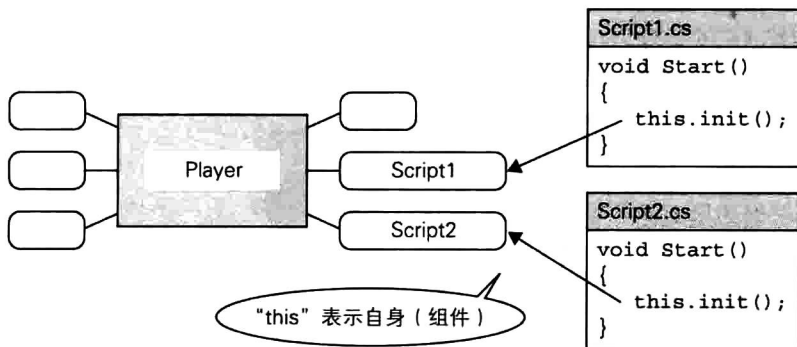 Script1.cs
void Start()
{
this.init();
}
Player
Script1
Script2
Script2.cs
void Start()
{
this.init();
}
“this”表示自身（组件）